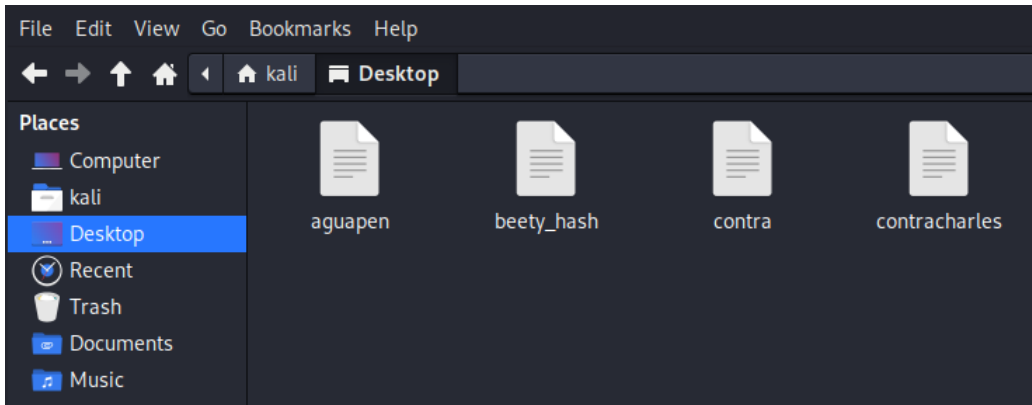 File Edit View Go Bookmarks Help
kali Desktop
Places
Computer
kali
Desktop
Recent
Trash
Documents
Music
aguapen beety_hash contra contracharles